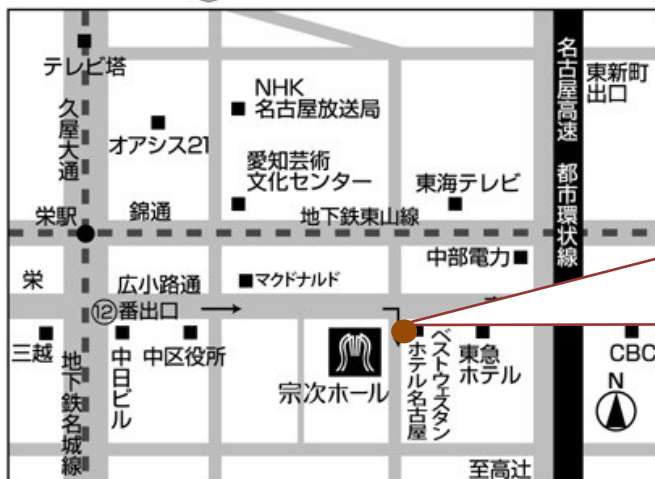 テレビ塔
久屋大通
オアシス21
NHK
名古屋放送局
愛知芸術
文化センター
東海テレビ
名古屋高速 都市環状線
東新町
出口
栄駅
錦通
地下鉄東山線
中部電力
栄
広小路通
マクドナルド
⑫番出口
三越
地下鉄名城線
中日ビル
中区役所
宗次ホール
ベストウェスタン
ホテル名古屋
東急
ホテル
CBC
N
至高辻